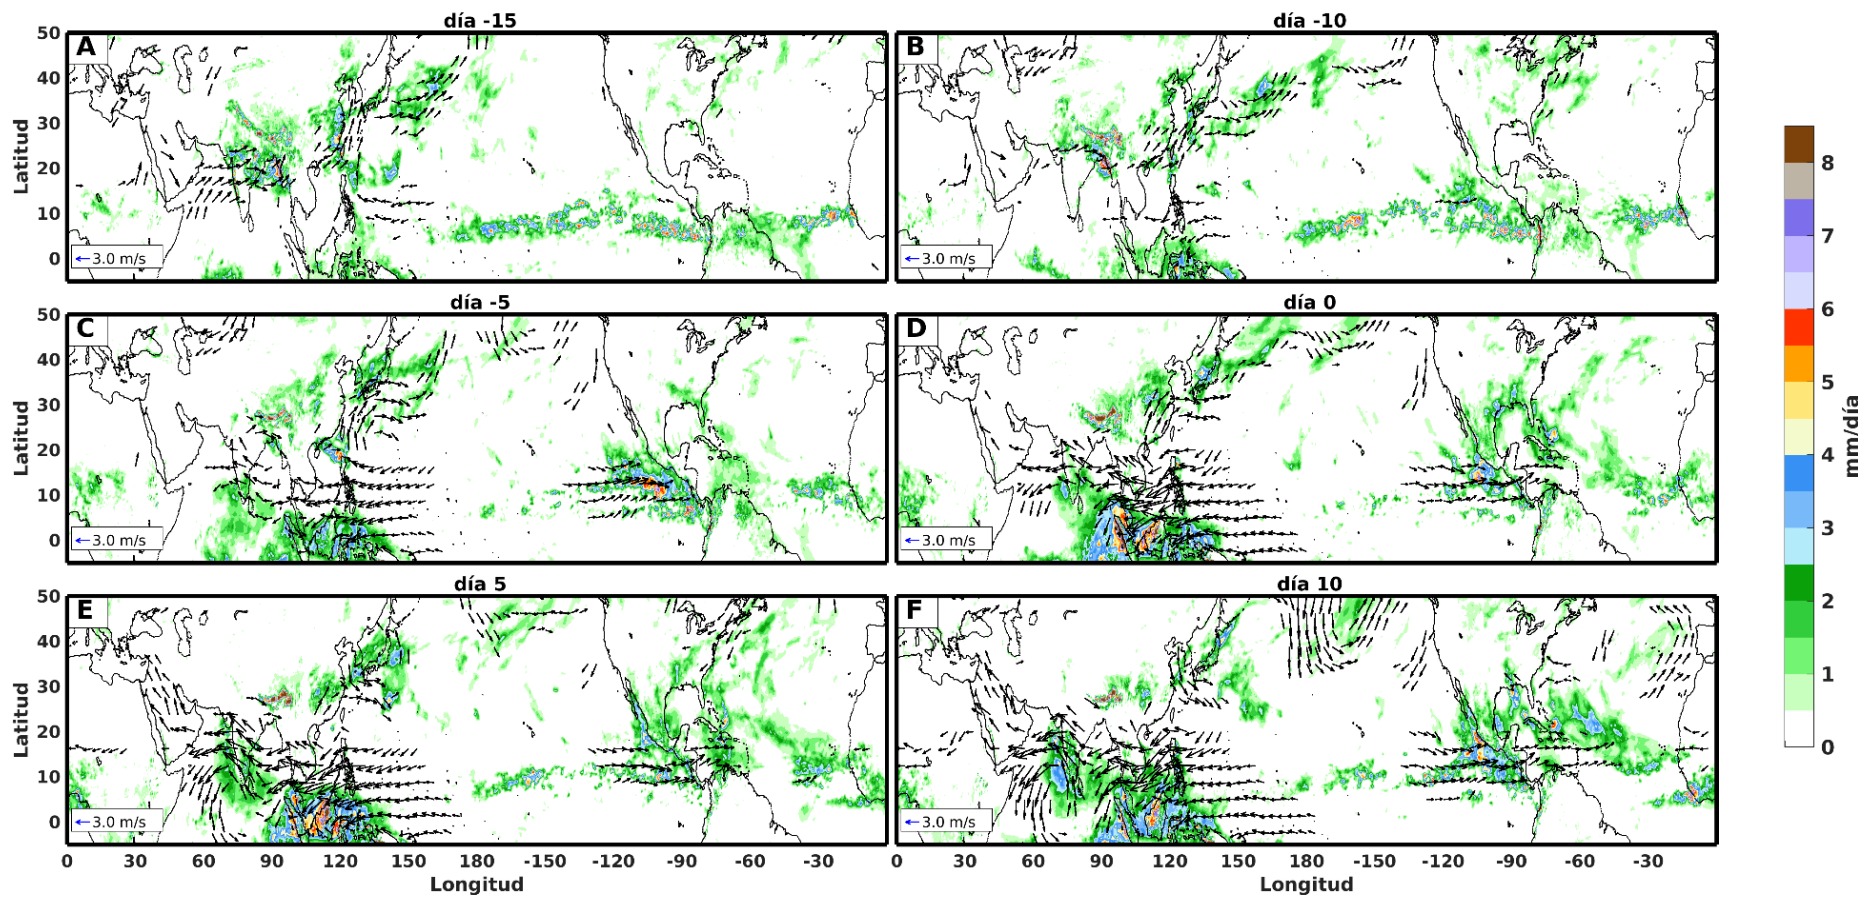 día -15
día -10
A
B
50
40
30
20
10
0
Latitud
3.0 m/s
3.0 m/s
día -5
día 0
C
D
50
40
30
20
10
0
Latitud
3.0 m/s
3.0 m/s
día 5
día 10
E
F
50
40
30
20
10
0
Latitud
3.0 m/s
3.0 m/s
0 30 60 90 120 150 180 -150 -120 -90 -60 -30
0 30 60 90 120 150 180 -150 -120 -90 -60 -30
Longitud
Longitud
8
7
6
5
4
3
2
1
0
mm/día